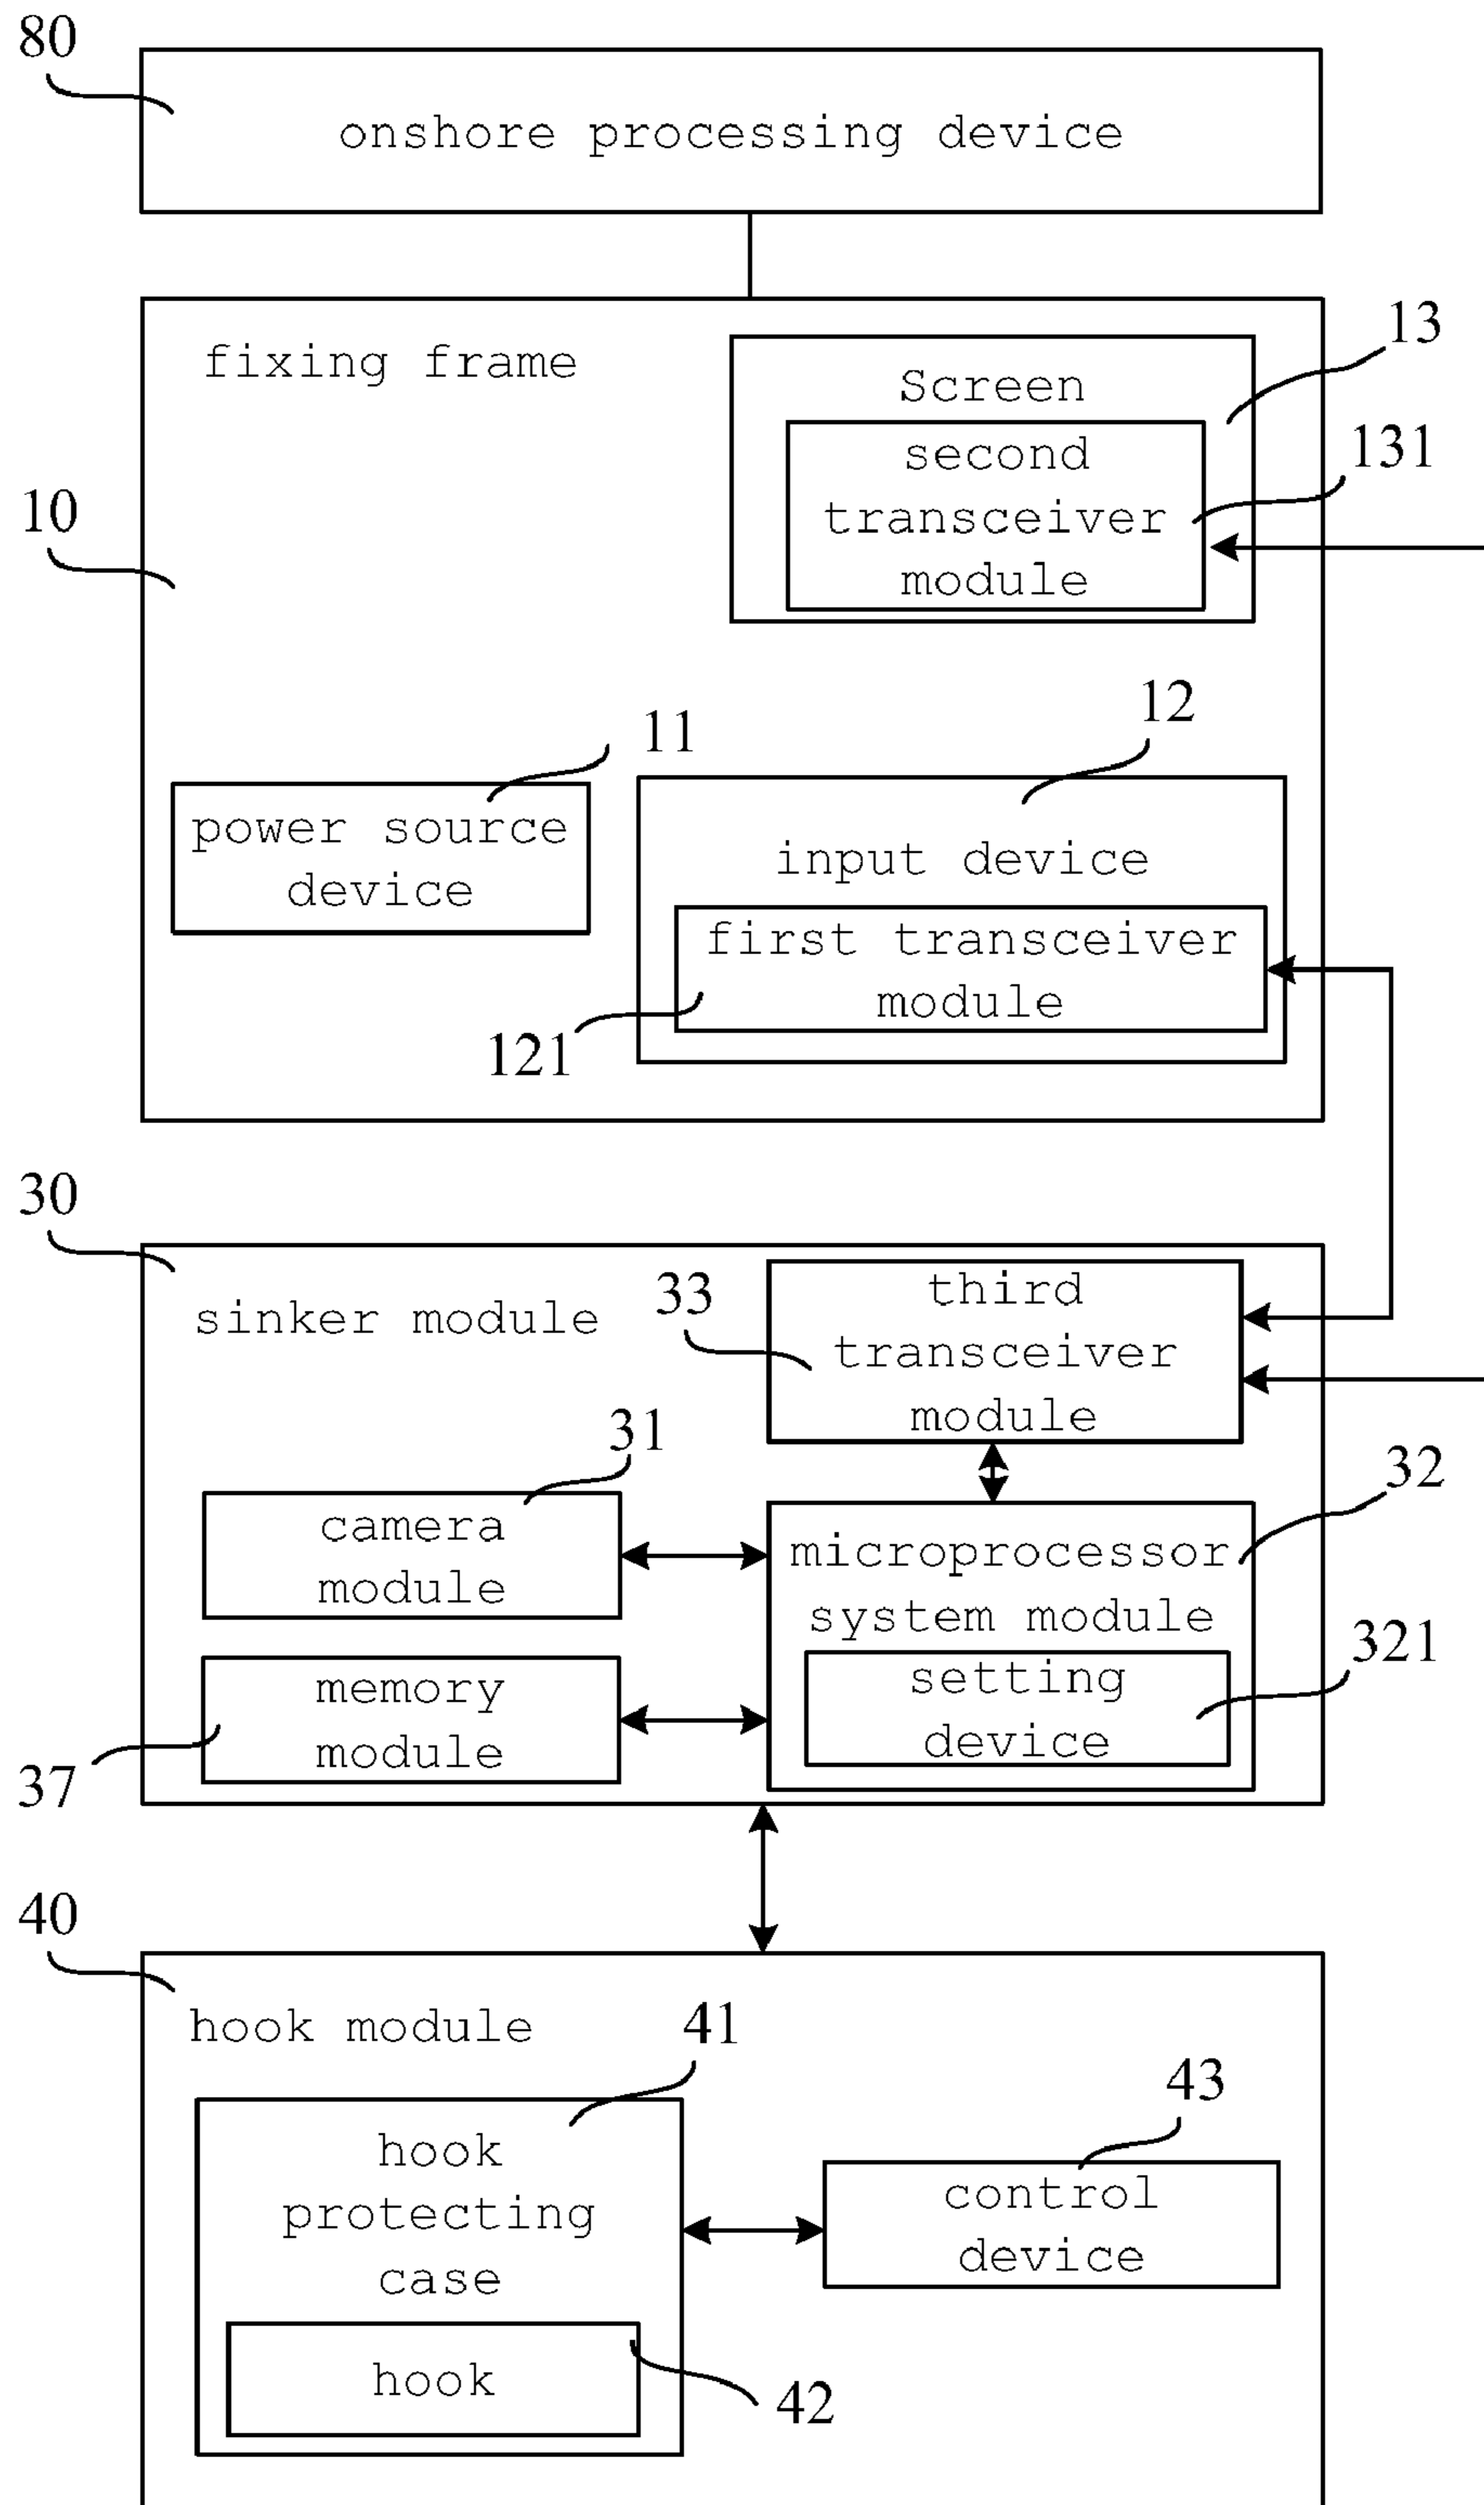 80
onshore processing device
fixing frame
13
Screen
131
second
transceiver
module
10
12
11
power source
device
input device
first transceiver
module
121
30
sinker module
33
third
transceiver
module
31
32
camera
module
microprocessor
system module
321
setting
device
memory
module
37
40
hook module
41
43
hook
protecting
case
control
device
hook
42